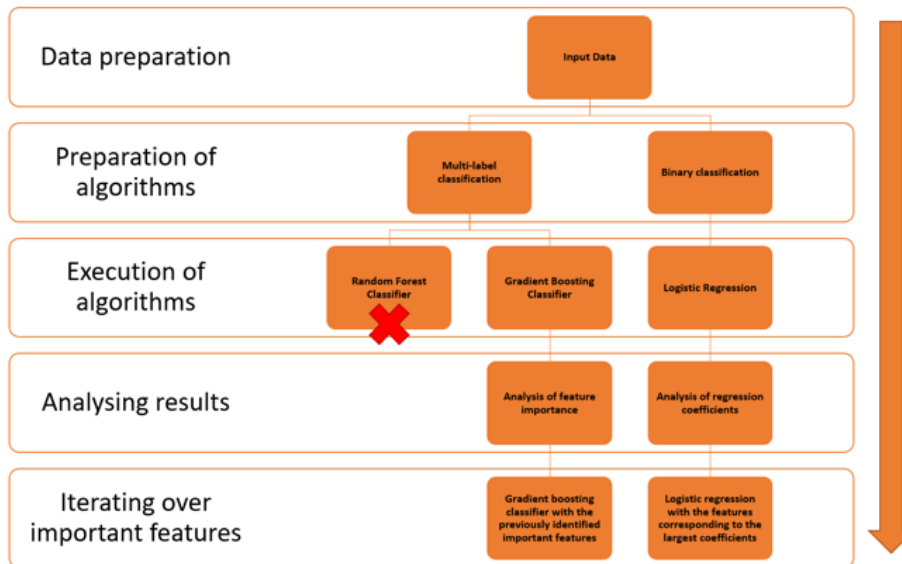 Data preparation
Input Data
Preparation of
algorithms
Multi-label
classification
Binary classification
Execution of
algorithms
Random Forest
Classifier
Gradient Boosting
Classifier
Logistic Regression
Analysing results
Analysis of feature
importance
Analysis of regression
coefficients
Iterating over
important features
Gradient boosting
classifier with the
previously identified
important features
Logistic regression
with the features
corresponding to the
largest coefficients